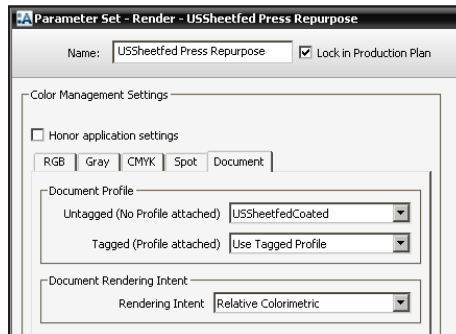 Parameter Set - Render - USSheetfed Press Repurpose
Name: USSheetfed Press Repurpose Lock in Production Plan
Color Management Settings
Honor application settings
RGB Gray CMYK Spot Document
Document Profile
Untagged (No Profile attached) USSheetfedCoated
Tagged (Profile attached) Use Tagged Profile
Document Rendering Intent
Rendering Intent Relative Colorimetric